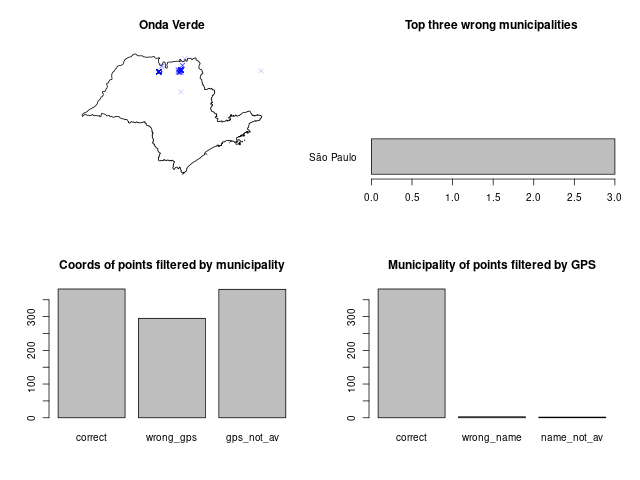 Onda Verde
Top three wrong municipalities
São Paulo
0.0 0.5 1.0 1.5 2.0 2.5 3.0
Coords of points filtered by municipality
0 100 200 300
correct wrong_gps gps_not_av
Municipality of points filtered by GPS
0 100 200 300
correct wrong_name name_not_av